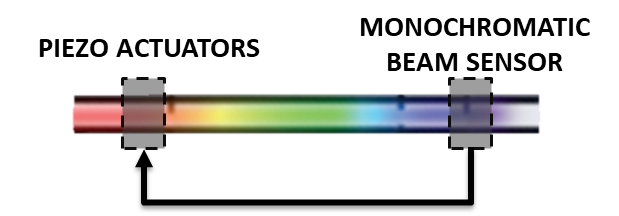 PIEZO ACTUATORS
MONOCHROMATIC
BEAM SENSOR